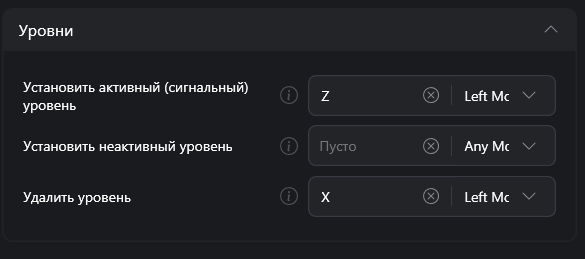 Уровни
Установить активный (сигнальный)
уровень
Z
Left Mc
Установить неактивный уровень
Пусто
Any Mc
Удалить уровень
X
Left Mc